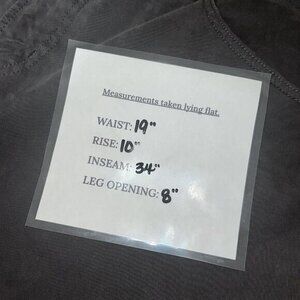 Measurements taken lying flat.
WAIST: 19"
RISE: 10"
INSEAM: 34"
LEG OPENING: 8"